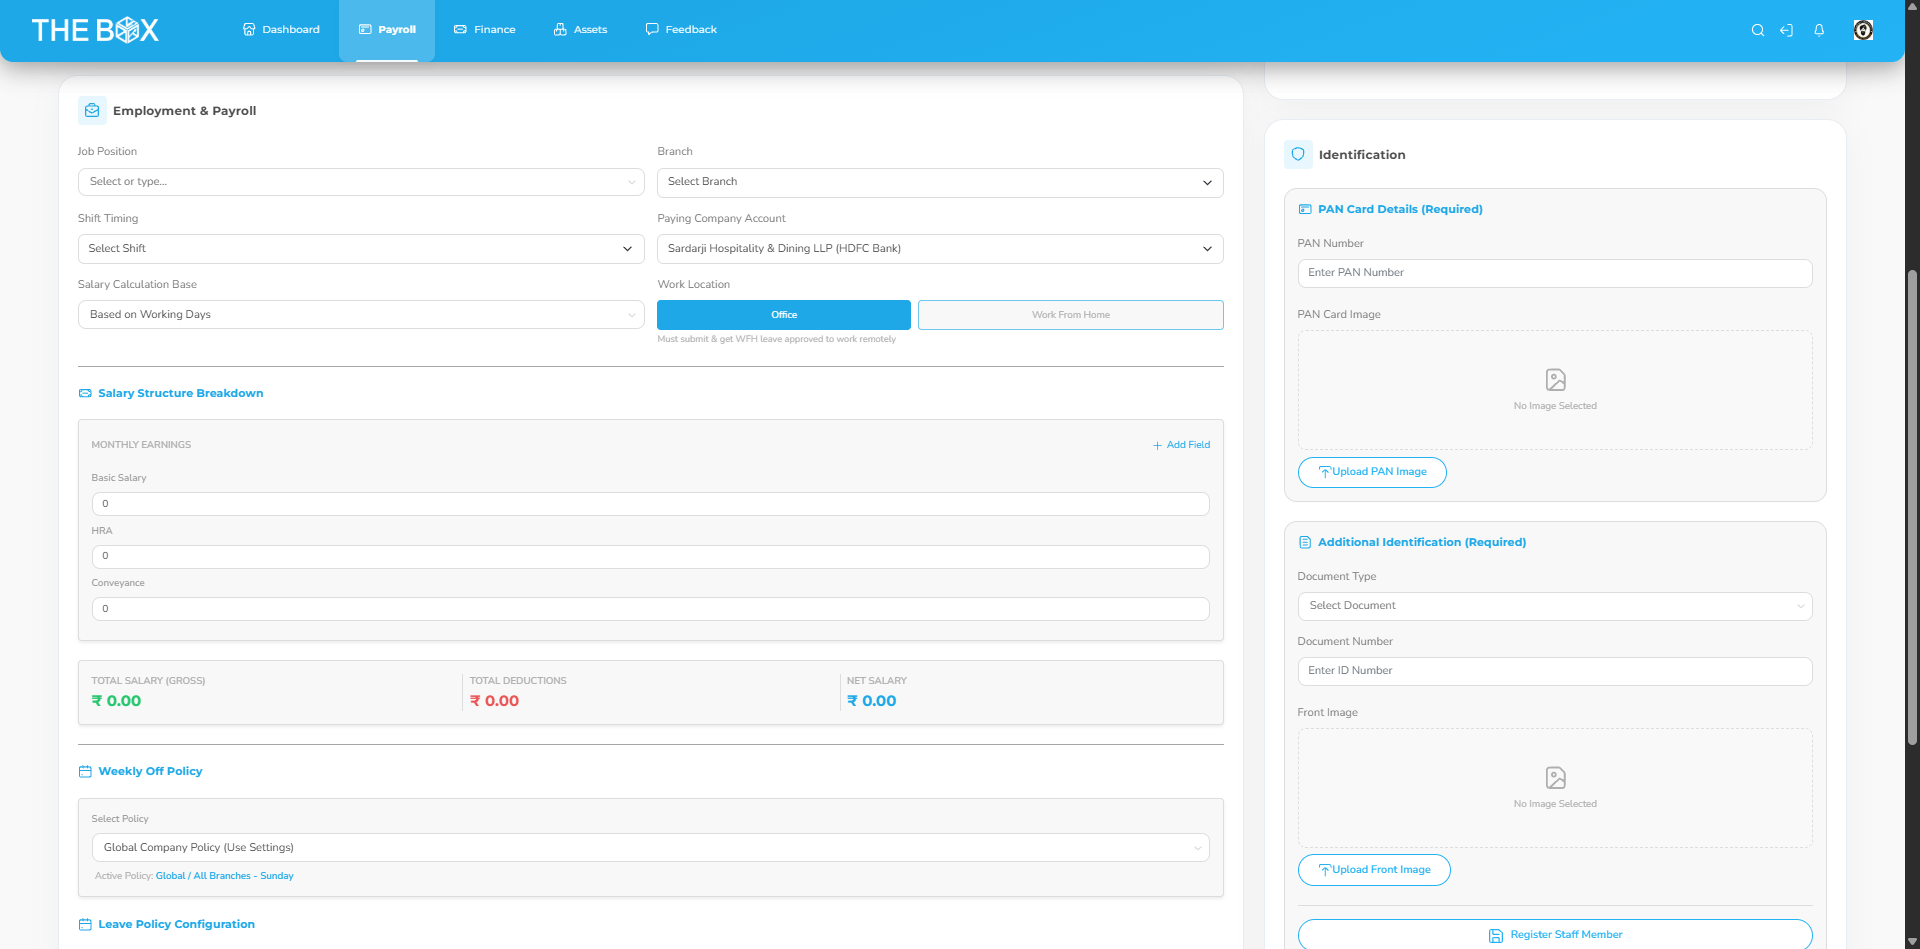 THE BOX
Dashboard
Payroll
Finance
Assets
Feedback
Employment & Payroll
Job Position
Select or type...
Branch
Select Branch
Shift Timing
Select Shift
Paying Company Account
Sardarji Hospitality & Dining LLP (HDFC Bank)
Salary Calculation Base
Based on Working Days
Work Location
Office
Work From Home
Must submit & get WFH leave approved to work remotely
Salary Structure Breakdown
MONTHLY EARNINGS
Add Field
Basic Salary
0
HRA
0
Conveyance
0
TOTAL SALARY (GROSS)
₹ 0.00
TOTAL DEDUCTIONS
₹ 0.00
NET SALARY
₹ 0.00
Weekly Off Policy
Select Policy
Global Company Policy (Use Settings)
Active Policy: Global / All Branches - Sunday
Leave Policy Configuration
Identification
PAN Card Details (Required)
PAN Number
Enter PAN Number
PAN Card Image
No Image Selected
Upload PAN Image
Additional Identification (Required)
Document Type
Select Document
Document Number
Enter ID Number
Front Image
No Image Selected
Upload Front Image
Register Staff Member